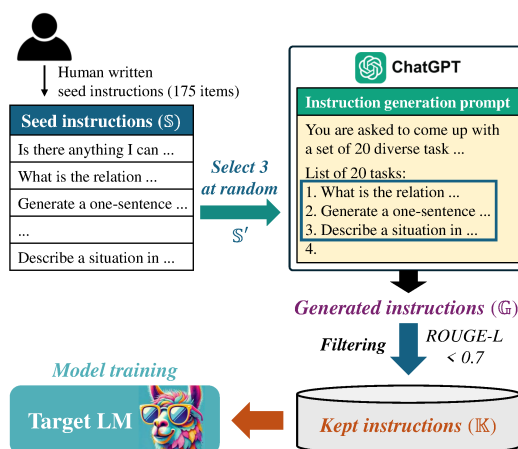 Human written
seed instructions (175 items)
Seed instructions (𝕊)
Is there anything I can ...
What is the relation ...
Generate a one-sentence ...
...
Describe a situation in ...
Select 3
at random
𝕊′
ChatGPT
Instruction generation prompt
You are asked to come up with
a set of 20 diverse task ...
List of 20 tasks:
1. What is the relation ...
2. Generate a one-sentence ...
3. Describe a situation in ...
4.
Generated instructions (𝔾)
Filtering
ROUGE-L
< 0.7
Kept instructions (𝕂)
Model training
Target LM